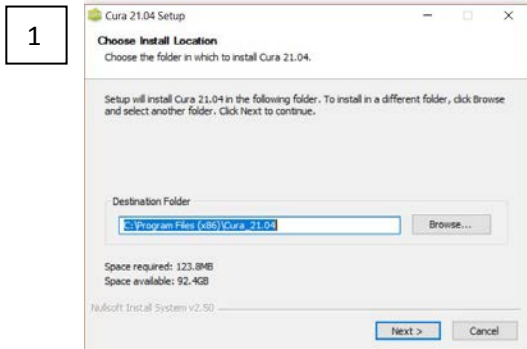 1
Cura 21.04 Setup
Choose Install Location
Choose the folder in which to install Cura 21.04.
Setup will install Cura 21.04 in the following folder. To install in a different folder, click Browse
and select another folder. Click Next to continue.
Destination Folder
C:\Program Files (x86)\Cura_21.04
Browse...
Space required: 123.8MB
Space available: 92.4GB
Nullsoft Install System v2.50
Next >
Cancel